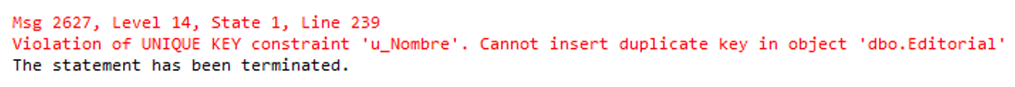 Msg 2627, Level 14, State 1, Line 239
Violation of UNIQUE KEY constraint 'u_Nombre'. Cannot insert duplicate key in object 'dbo.Editorial'
The statement has been terminated.